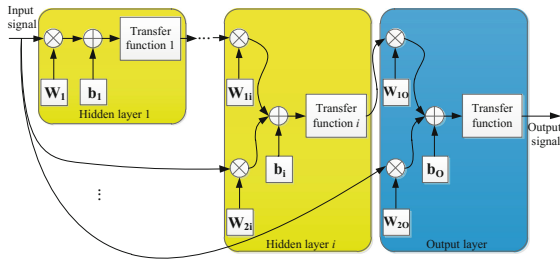 Input
signal
Transfer
function 1
W1
b1
Hidden layer 1
...
W1i
Transfer
function i
bi
W2i
Hidden layer i
...
W1O
Transfer
function
bO
W2O
Output layer
Output
signal